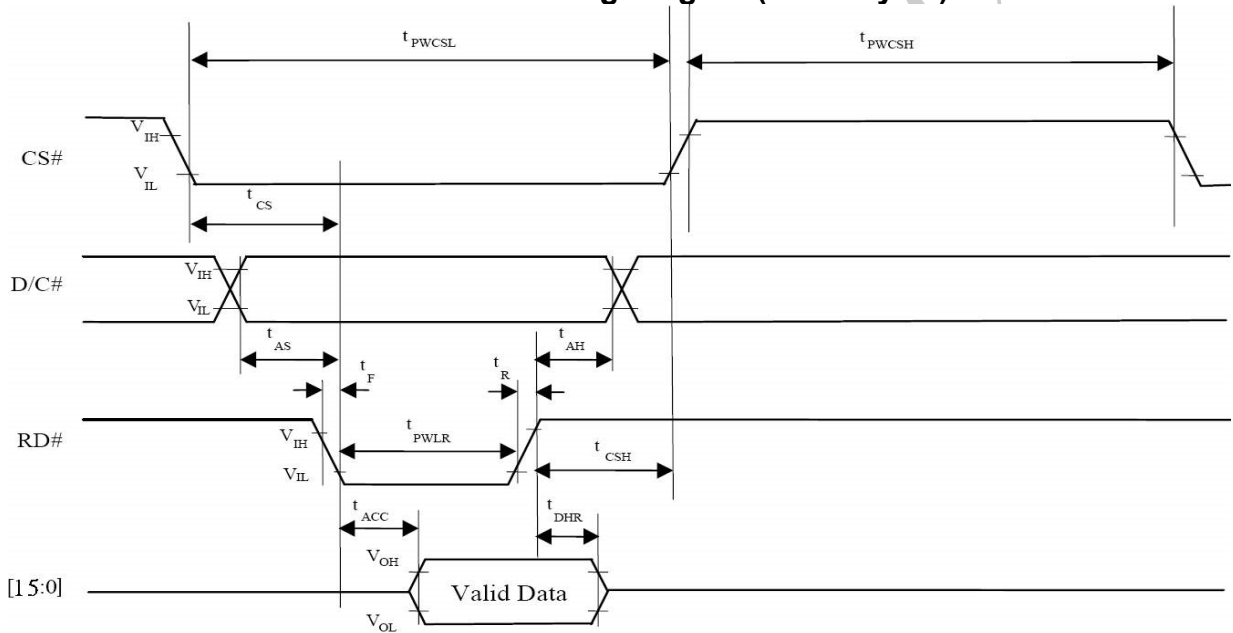 t PWCSL
t PWCSH
V IH
CS#
V IL
t CS
V IH
D/C#
V IL
t AS
t F
t R
t AH
V IH
RD#
t PWLR
V IL
t CSH
t ACC
t DHR
V OH
[15:0]
Valid Data
V OL